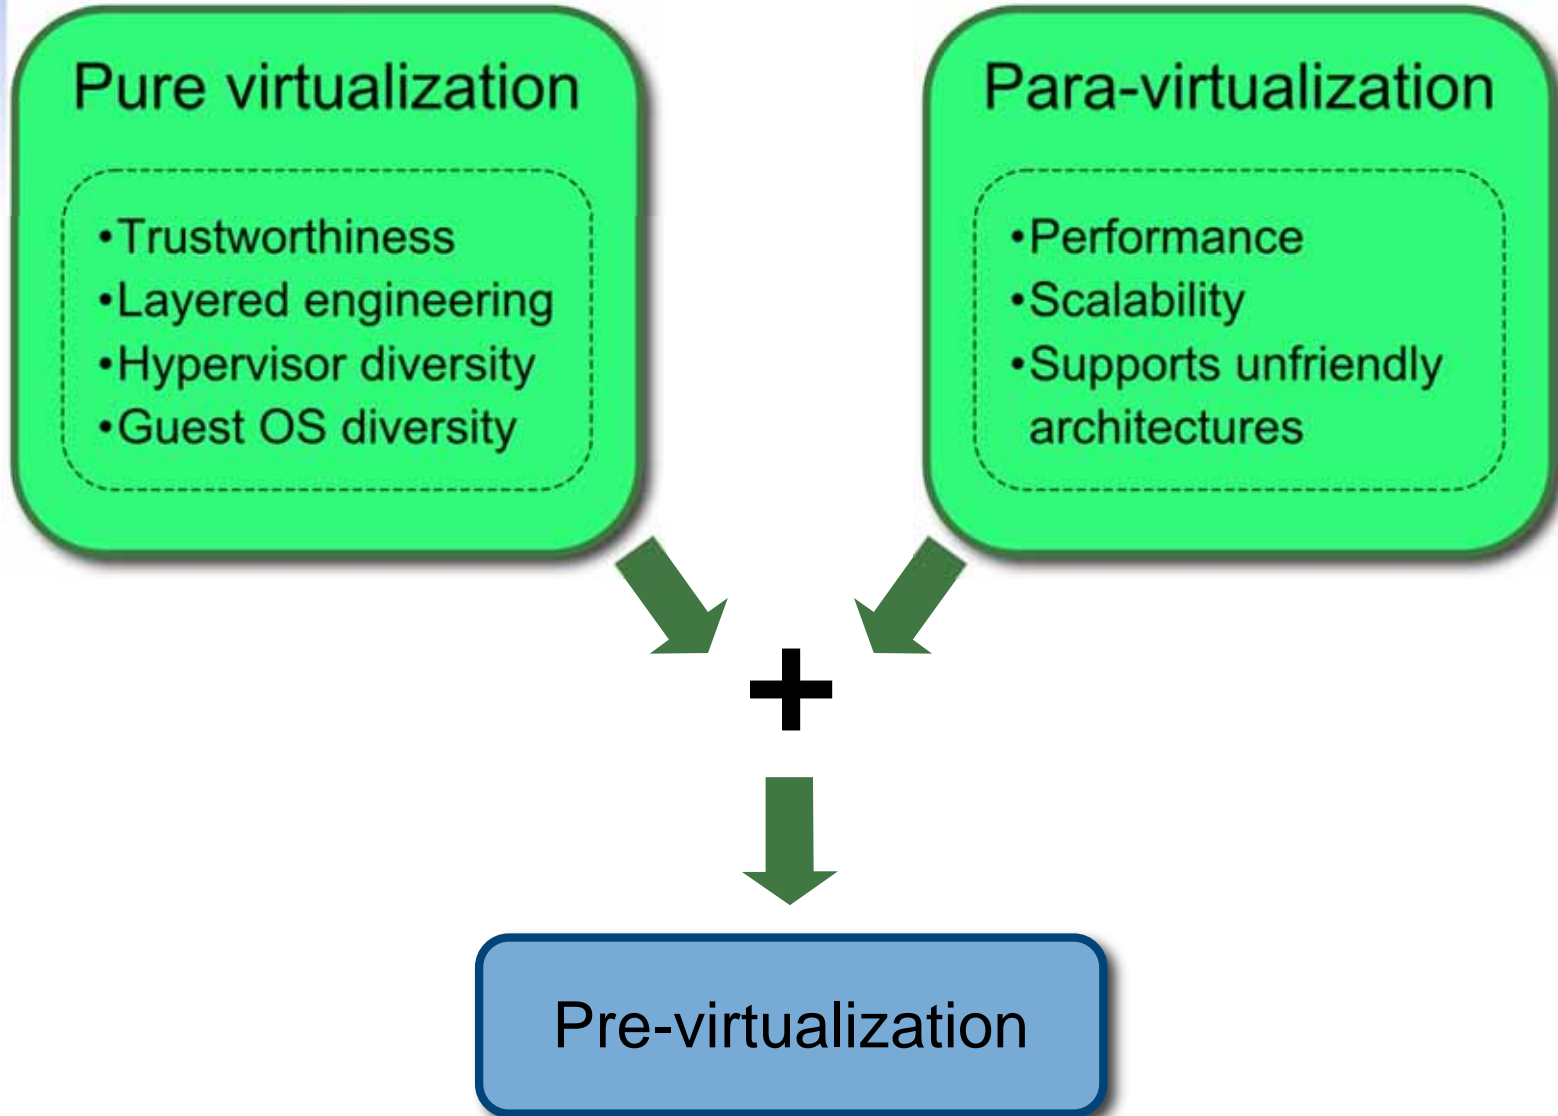 Pure virtualization
•Trustworthiness
•Layered engineering
•Hypervisor diversity
•Guest OS diversity
Para-virtualization
•Performance
•Scalability
•Supports unfriendly
architectures
+
Pre-virtualization